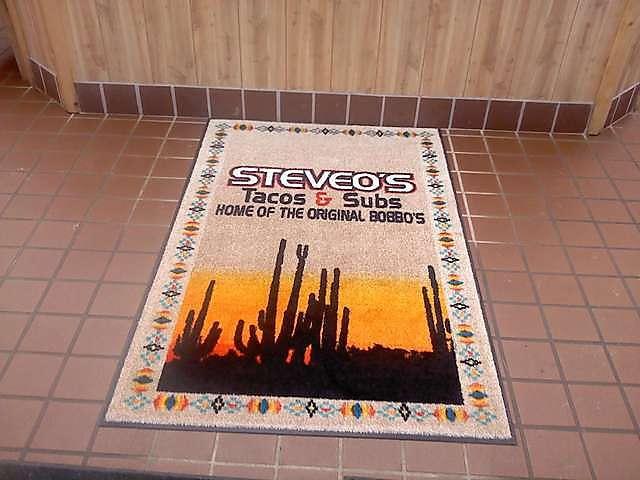 STEVEO'S
Tacos & Subs
HOME OF THE ORIGINAL BOBBO'S